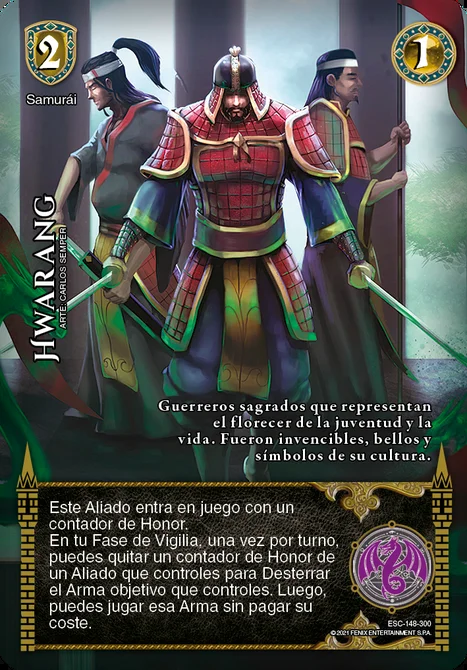 2
1
Samurái
HWARANG
ARTE: CARLOS SEMPERI
Guerreros sagrados que representan
el florecer de la juventud y la
vida. Fueron invencibles, bellos y
símbolos de su cultura.
Este Aliado entra en juego con un
contador de Honor.
En tu Fase de Vigilia, una vez por turno,
puedes quitar un contador de Honor de
un Aliado que controles para Desterrar
el Arma objetivo que controles. Luego,
puedes jugar esa Arma sin pagar su
coste.
ESC-148-300
©2021 FENIX ENTERTAINMENT S.P.A.